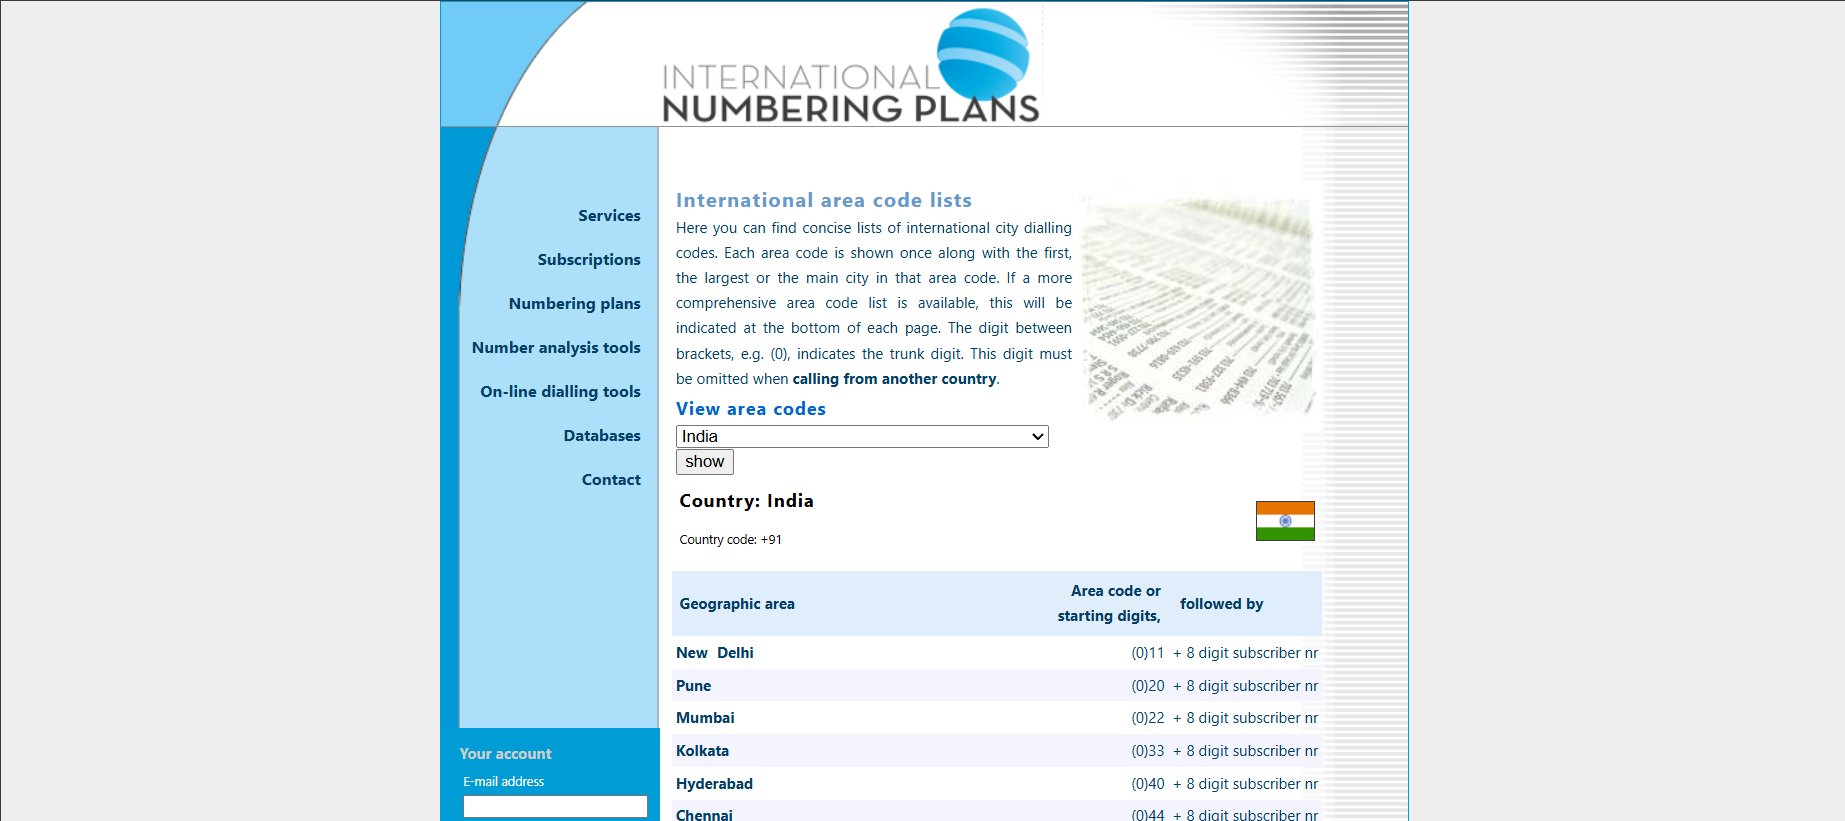 INTERNATIONAL
NUMBERING PLANS
Services
Subscriptions
Numbering plans
Number analysis tools
On-line dialling tools
Databases
Contact
Your account
E-mail address
International area code lists
Here you can find concise lists of international city dialling
codes. Each area code is shown once along with the first,
the largest or the main city in that area code. If a more
comprehensive area code list is available, this will be
indicated at the bottom of each page. The digit between
brackets, e.g. (0), indicates the trunk digit. This digit must
be omitted when calling from another country.
View area codes
India
show
Country: India
Country code: +91
Geographic area Area code or starting digits, followed by
New Delhi (0)11 + 8 digit subscriber nr
Pune (0)20 + 8 digit subscriber nr
Mumbai (0)22 + 8 digit subscriber nr
Kolkata (0)33 + 8 digit subscriber nr
Hyderabad (0)40 + 8 digit subscriber nr
Chennai (0)44 + 8 digit subscriber nr